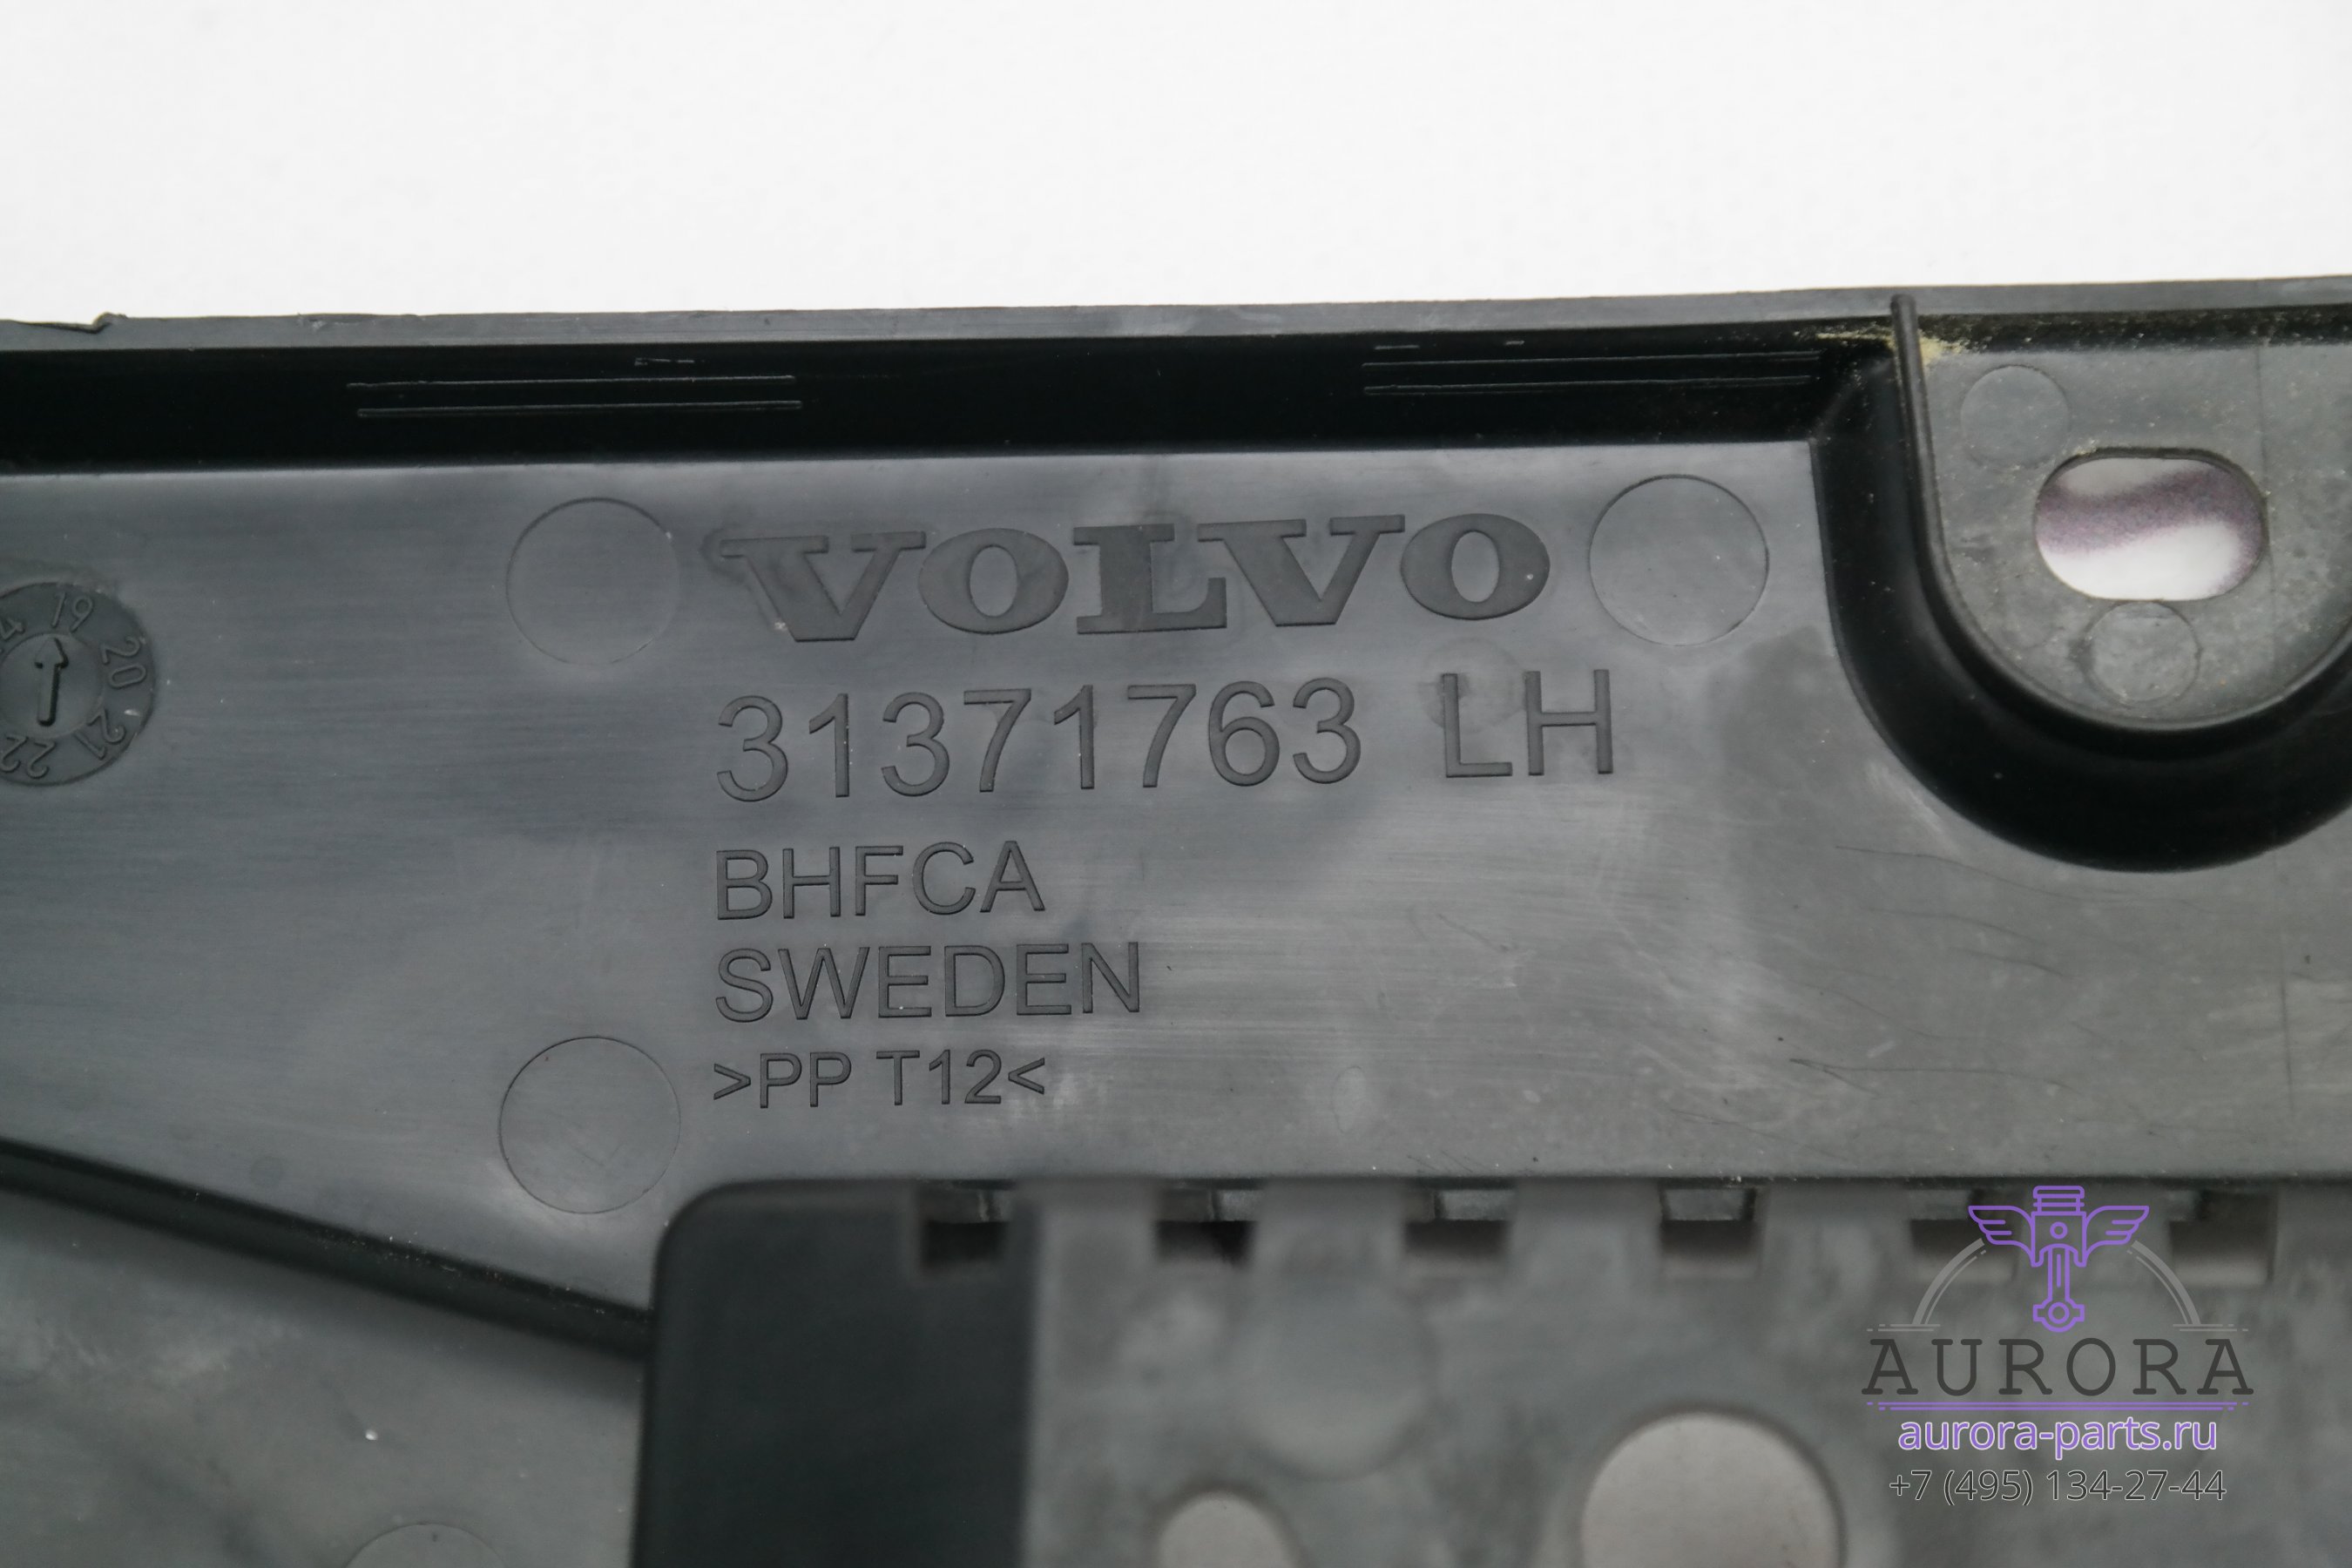 VOLVO
31371763 LH
BHFCA
SWEDEN
>PP T12<
19
20
21
22
AURORA
aurora-parts.ru
+7 (495) 134-27-44